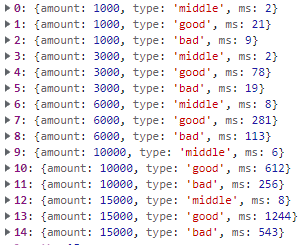 0: {amount: 1000, type: 'middle', ms: 2}
1: {amount: 1000, type: 'good', ms: 21}
2: {amount: 1000, type: 'bad', ms: 9}
3: {amount: 3000, type: 'middle', ms: 2}
4: {amount: 3000, type: 'good', ms: 78}
5: {amount: 3000, type: 'bad', ms: 19}
6: {amount: 6000, type: 'middle', ms: 8}
7: {amount: 6000, type: 'good', ms: 281}
8: {amount: 6000, type: 'bad', ms: 113}
9: {amount: 10000, type: 'middle', ms: 6}
10: {amount: 10000, type: 'good', ms: 612}
11: {amount: 10000, type: 'bad', ms: 256}
12: {amount: 15000, type: 'middle', ms: 8}
13: {amount: 15000, type: 'good', ms: 1244}
14: {amount: 15000, type: 'bad', ms: 543}